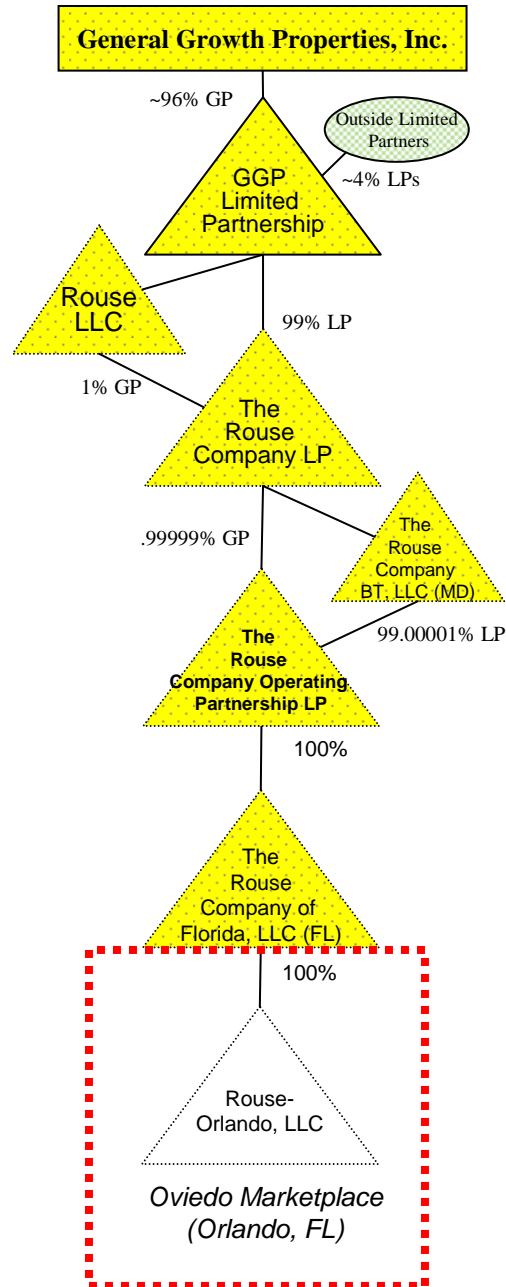 General Growth Properties, Inc.
~96% GP
Outside Limited
Partners
~4% LPs
GGP
Limited
Partnership
Rouse
LLC
99% LP
1% GP
The
Rouse
Company LP
.99999% GP
The
Rouse
Company
BT, LLC (MD)
99.00001% LP
The
Rouse
Company Operating
Partnership LP
100%
The
Rouse
Company of
Florida, LLC (FL)
100%
Rouse-
Orlando, LLC
Oviedo Marketplace
(Orlando, FL)